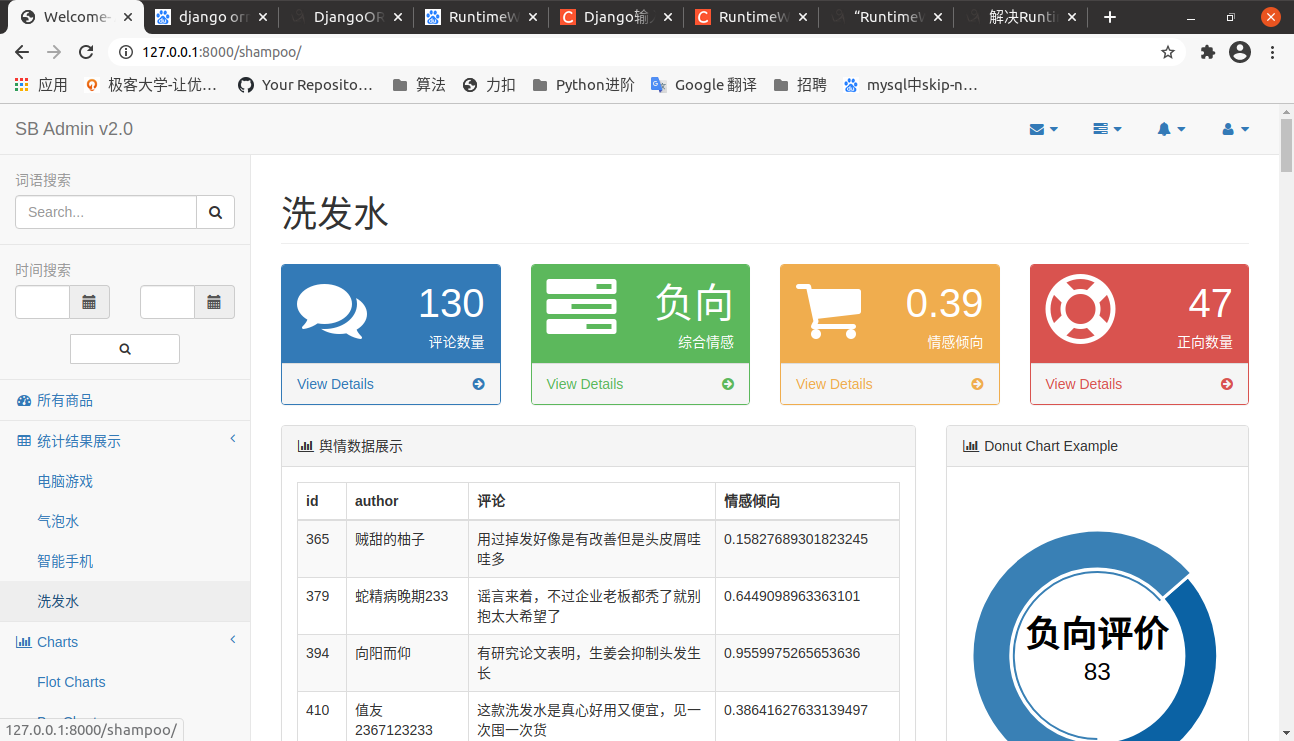 Welcome-
django orm
DjangoOR
RuntimeW
Django输
RuntimeW
“Runtime
解决Runti
127.0.0.1:8000/shampoo/
应用
极客大学-让优…
Your Reposito…
算法
力扣
Python进阶
Google 翻译
招聘
mysql中skip-n…
SB Admin v2.0
词语搜索
Search...
时间搜索
所有商品
统计结果展示
电脑游戏
气泡水
智能手机
洗发水
Charts
Flot Charts
127.0.0.1:8000/shampoo/
洗发水
130
评论数量
View Details
负向
综合情感
View Details
0.39
情感倾向
View Details
47
正向数量
View Details
舆情数据展示
id author 评论 情感倾向
365 贼甜的柚子 用过掉发好像是有改善但是头皮屑哇 0.15827689301823245
哇多
379 蛇精病晚期233 谣言来着，不过企业老板都秃了就别 0.6449098963363101
抱太大希望了
394 向阳而仰 有研究论文表明，生姜会抑制头发生 0.9559975265653636
长
410 值友 这款洗发水是真心好用又便宜，见一 0.38641627633139497
2367123233 次囤一次货
Donut Chart Example
负向评价
83